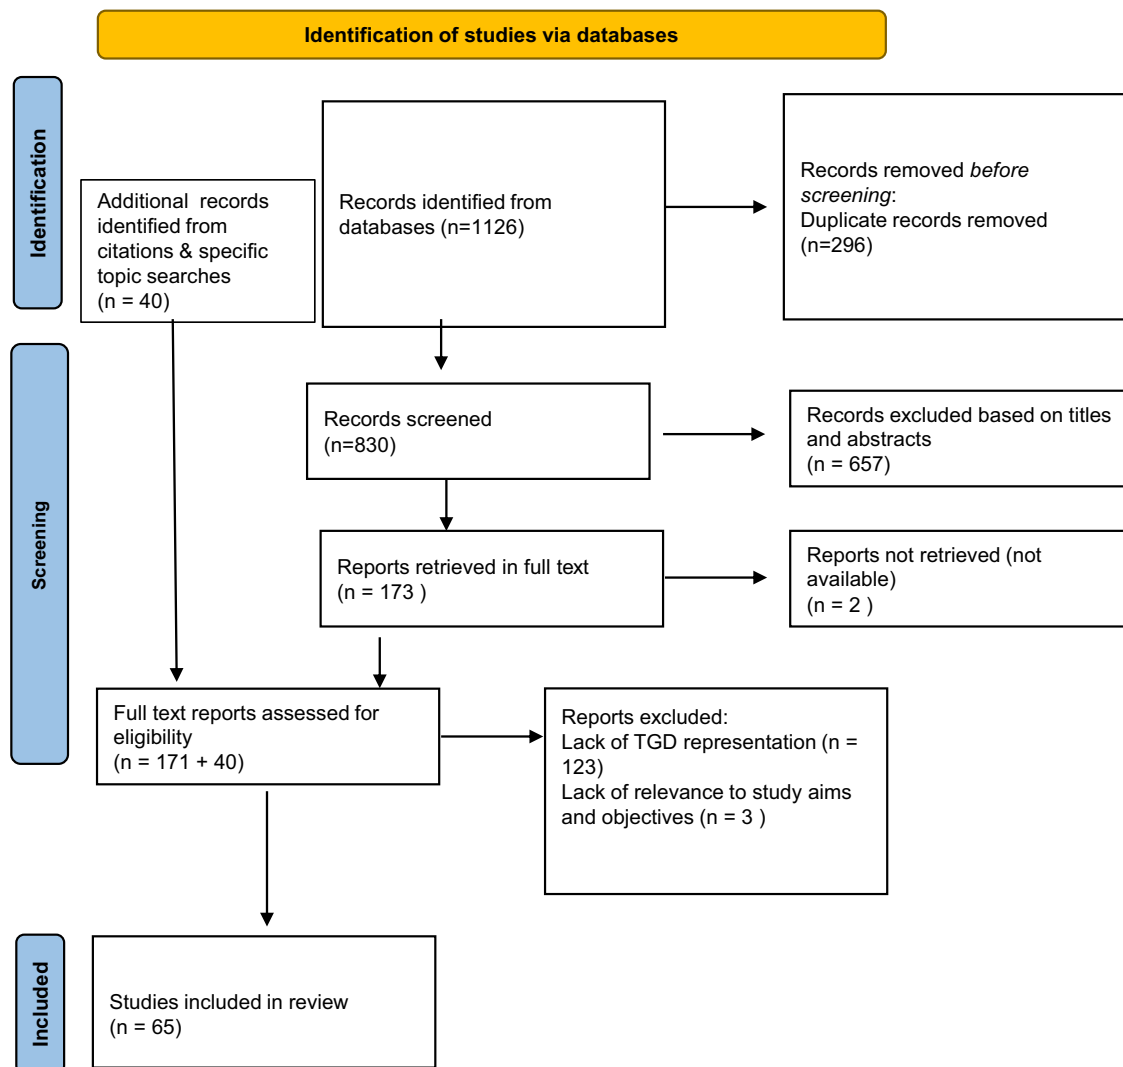 Identification of studies via databases
Identification
Additional records
identified from
citations & specific
topic searches
(n = 40)
Records identified from
databases (n=1126)
Records removed before
screening:
Duplicate records removed
(n=296)
Screening
Records screened
(n=830)
Records excluded based on titles
and abstracts
(n = 657)
Reports retrieved in full text
(n = 173 )
Reports not retrieved (not
available)
(n = 2 )
Full text reports assessed for
eligibility
(n = 171 + 40)
Reports excluded:
Lack of TGD representation (n =
123)
Lack of relevance to study aims
and objectives (n = 3 )
Included
Studies included in review
(n = 65)